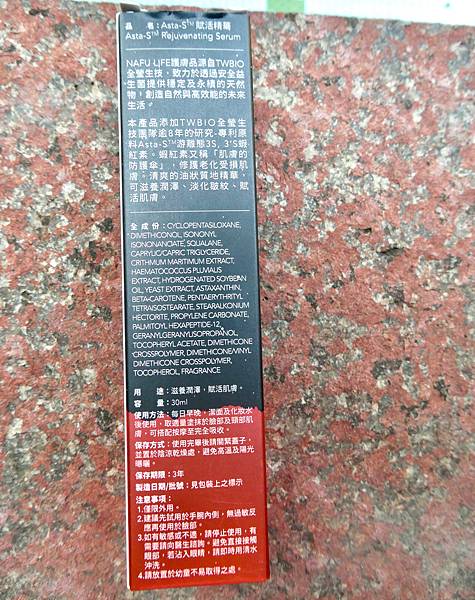 品　名：Asta-S™ 賦活精萃
Asta-S™ Rejuvenating Serum
NAFU LIFE護膚品源自TWBIO
全瑩生技，致力於透過安全益
生菌提供穩定及永續的天然
物，創造自然與高效能的未來
生活。
本產品添加TWBIO全瑩生
技團隊逾8年的研究-專利原
料Asta-S™游離態3S, 3'S蝦
紅素。蝦紅素又稱「肌膚的
防護傘」，修護老化受損肌
膚。清爽的油狀質地精華，
可滋養潤澤、淡化皺紋、賦
活肌膚。
全成份：CYCLOPENTASILOXANE,
DIMETHICONOL, ISONONYL
ISONONANOATE, SQUALANE,
CAPRYLIC/CAPRIC TRIGLYCERIDE,
CRITHMUM MARITIMUM EXTRACT,
HAEMATOCOCCUS PLUVIALIS
EXTRACT, HYDROGENATED SOYBEAN
OIL, YEAST EXTRACT, ASTAXANTHIN,
BETA-CAROTENE, PENTAERYTHRITYL
TETRAISOSTEARATE, STEARALKONIUM
HECTORITE, PROPYLENE CARBONATE,
PALMITOYL HEXAPEPTIDE-12,
GERANYLGERANYLISOPROPANOL,
TOCOPHERYL ACETATE, DIMETHICONE
CROSSPOLYMER, DIMETHICONE/VINYL
DIMETHICONE CROSSPOLYMER,
TOCOPHEROL, FRAGRANCE
用　途：滋養潤澤，賦活肌膚。
容　量：30ml
使用方法：每日早晚，潔面及化妝水
後使用，取適量塗抹於臉部及頸部肌
膚，可搭配按摩至完全吸收。
保存方式：使用完畢後請關緊蓋子，
並置於陰涼乾燥處，避免高溫及陽光
曝曬。
保存期限：3年
製造日期/批號：見包裝上之標示
注意事項：
1.僅限外用。
2.建議先試用於手腕內側，無過敏反
應再使用於臉部。
3.如有敏感或不適，請停止使用，有
需要請向醫生諮詢。避免直接接觸
眼部，若沾入眼睛，請即時用清水
沖洗。
4.請放置於幼童不易取得之處。